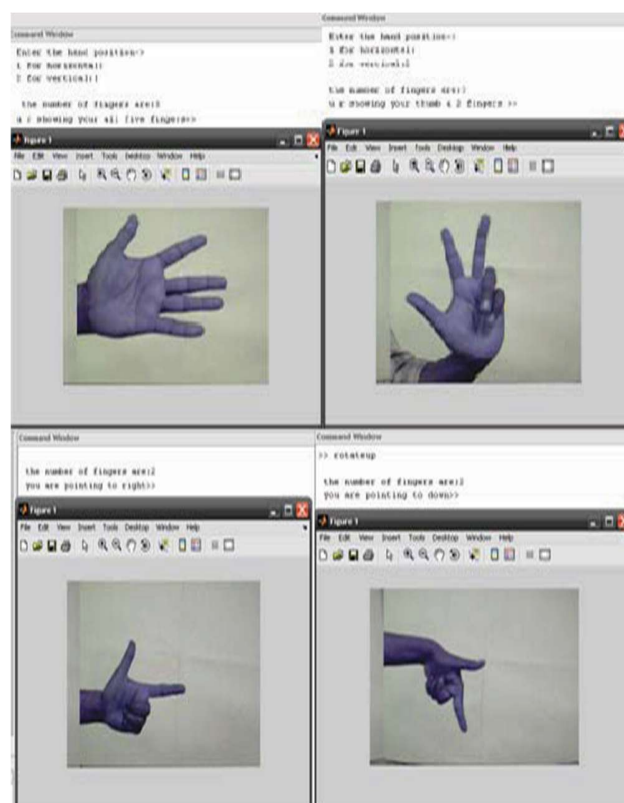 Command Window
Enter the hand position->
1 for horizontal:
2 for vertical:1
the number of fingers are:5
u r showing your all five fingers>>
Figure 1
File Edit View Insert Tools Desktop Window Help
Command Window
Enter the hand position->
1 for horizontal:
2 for vertical:2
the number of fingers are:3
u r showing your thumb & 2 fingers >>
Figure 1
File Edit View Insert Tools Desktop Window Help
Command Window
the number of fingers are:2
you are pointing to right>>
Figure 1
File Edit View Insert Tools Desktop Window Help
Command Window
>> rotateup
the number of fingers are:2
you are pointing to down>>
Figure 1
File Edit View Insert Tools Desktop Window Help